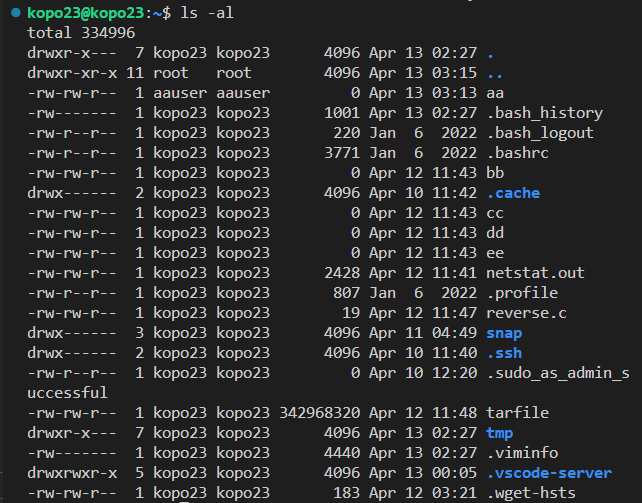 kopo23@kopo23:~$ ls -al
total 334996
drwxr-x---  7 kopo23 kopo23      4096 Apr 13 02:27 .
drwxr-xr-x 11 root   root        4096 Apr 13 03:15 ..
-rw-rw-r--  1 aauser aauser         0 Apr 13 03:13 aa
-rw-------  1 kopo23 kopo23      1001 Apr 13 02:27 .bash_history
-rw-r--r--  1 kopo23 kopo23       220 Jan  6  2022 .bash_logout
-rw-r--r--  1 kopo23 kopo23      3771 Jan  6  2022 .bashrc
-rw-rw-r--  1 kopo23 kopo23         0 Apr 12 11:43 bb
drwx------  2 kopo23 kopo23      4096 Apr 10 11:42 .cache
-rw-rw-r--  1 kopo23 kopo23         0 Apr 12 11:43 cc
-rw-rw-r--  1 kopo23 kopo23         0 Apr 12 11:43 dd
-rw-rw-r--  1 kopo23 kopo23         0 Apr 12 11:43 ee
-rw-rw-r--  1 kopo23 kopo23      2428 Apr 12 11:41 netstat.out
-rw-r--r--  1 kopo23 kopo23       807 Jan  6  2022 .profile
-rw-rw-r--  1 kopo23 kopo23        19 Apr 12 11:47 reverse.c
drwx------  3 kopo23 kopo23      4096 Apr 11 04:49 snap
drwx------  2 kopo23 kopo23      4096 Apr 10 11:40 .ssh
-rw-r--r--  1 kopo23 kopo23         0 Apr 10 12:20 .sudo_as_admin_s
uccessful
-rw-rw-r--  1 kopo23 kopo23 342968320 Apr 12 11:48 tarfile
drwxr-x---  7 kopo23 kopo23      4096 Apr 13 02:27 tmp
-rw-------  1 kopo23 kopo23      4440 Apr 13 02:27 .viminfo
drwxrwxr-x  5 kopo23 kopo23      4096 Apr 13 00:05 .vscode-server
-rw-rw-r--  1 kopo23 kopo23       183 Apr 12 03:21 .wget-hsts